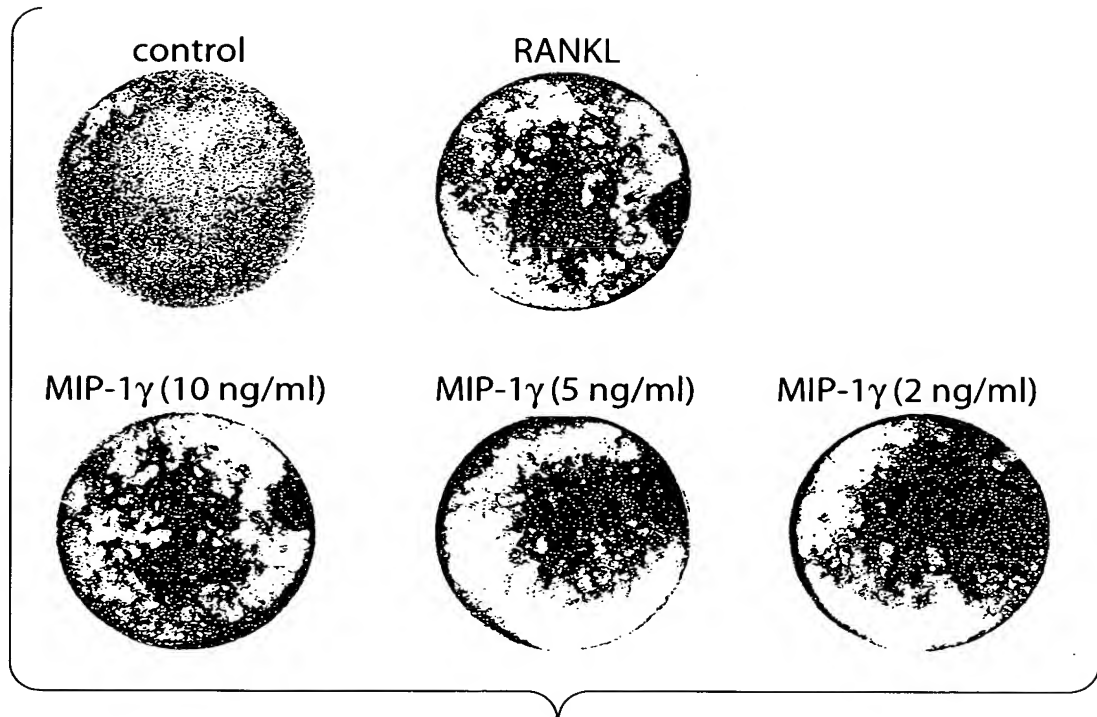 control
RANKL
MIP-1γ (10 ng/ml)
MIP-1γ (5 ng/ml)
MIP-1γ (2 ng/ml)